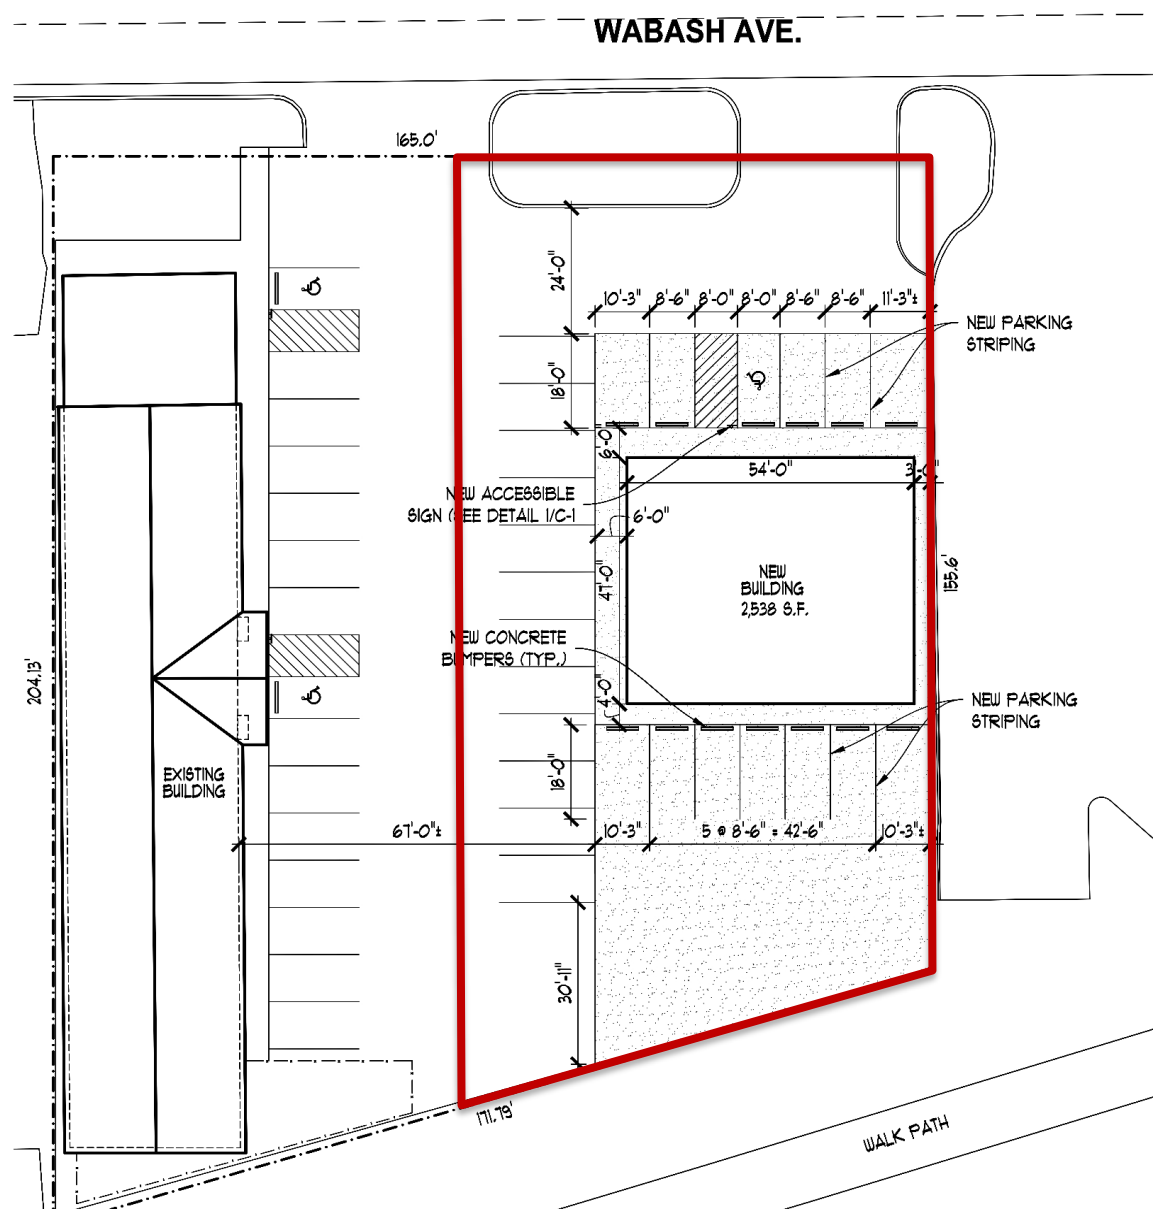 WABASH AVE.
165.0'
24'-0"
10'-3" 8'-6" 8'-0" 8'-0" 8'-6" 8'-6" 11'-3"±
NEW PARKING
STRIPING
18'-0"
6'-0
54'-0"
3'-0"
NEW ACCESSIBLE
SIGN (SEE DETAIL 1/C-1
6'-0"
47'-0"
NEW
BUILDING
2,538 S.F.
155.6'
NEW CONCRETE
BUMPERS (TYP.)
204.13'
4'-0"
NEW PARKING
STRIPING
EXISTING
BUILDING
18'-0"
67'-0"±
10'-3"
5 @ 8'-6" = 42'-6"
10'-3"±
30'-11"
171.79'
WALK PATH